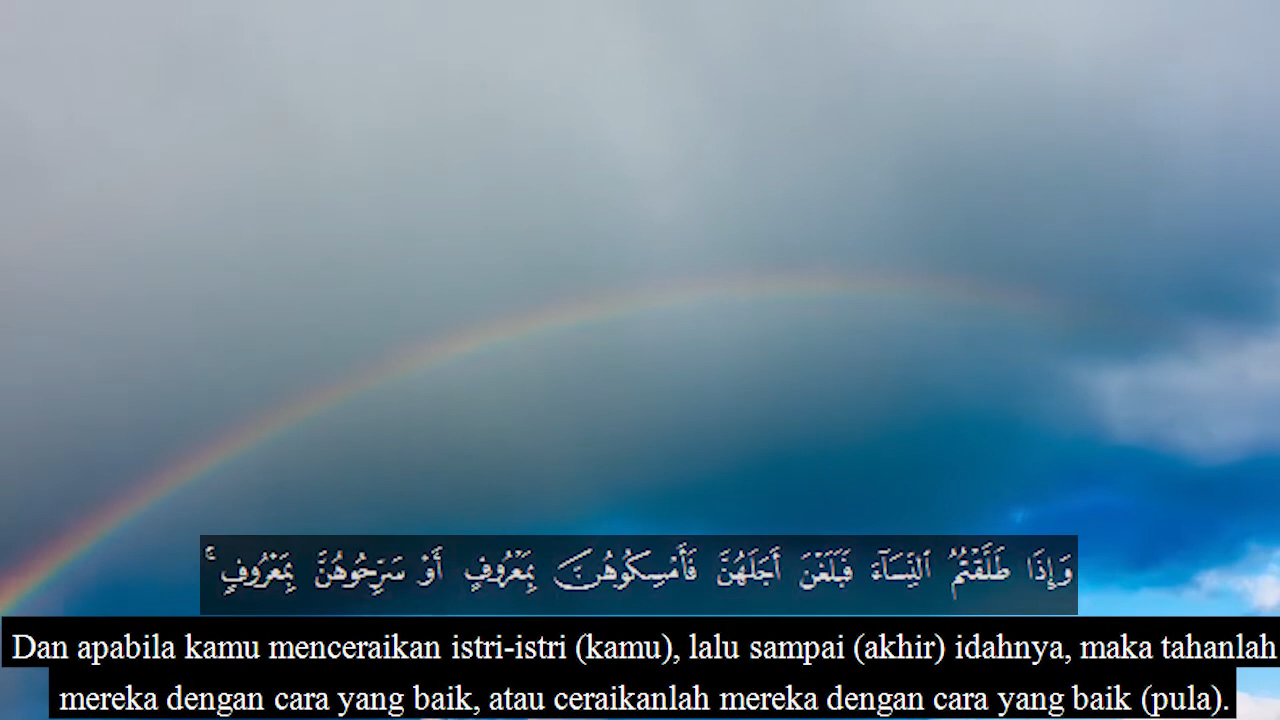 وَإِذَا طَلَّقْتُمُ ٱلنِّسَآءَ فَبَلَغْنَ أَجَلَهُنَّ فَأَمْسِكُوهُنَّ بِمَعْرُوفٍ أَوْ سَرِّحُوهُنَّ بِمَعْرُوفٍ ۚ
Dan apabila kamu menceraikan istri-istri (kamu), lalu sampai (akhir) idahnya, maka tahanlah
mereka dengan cara yang baik, atau ceraikanlah mereka dengan cara yang baik (pula).